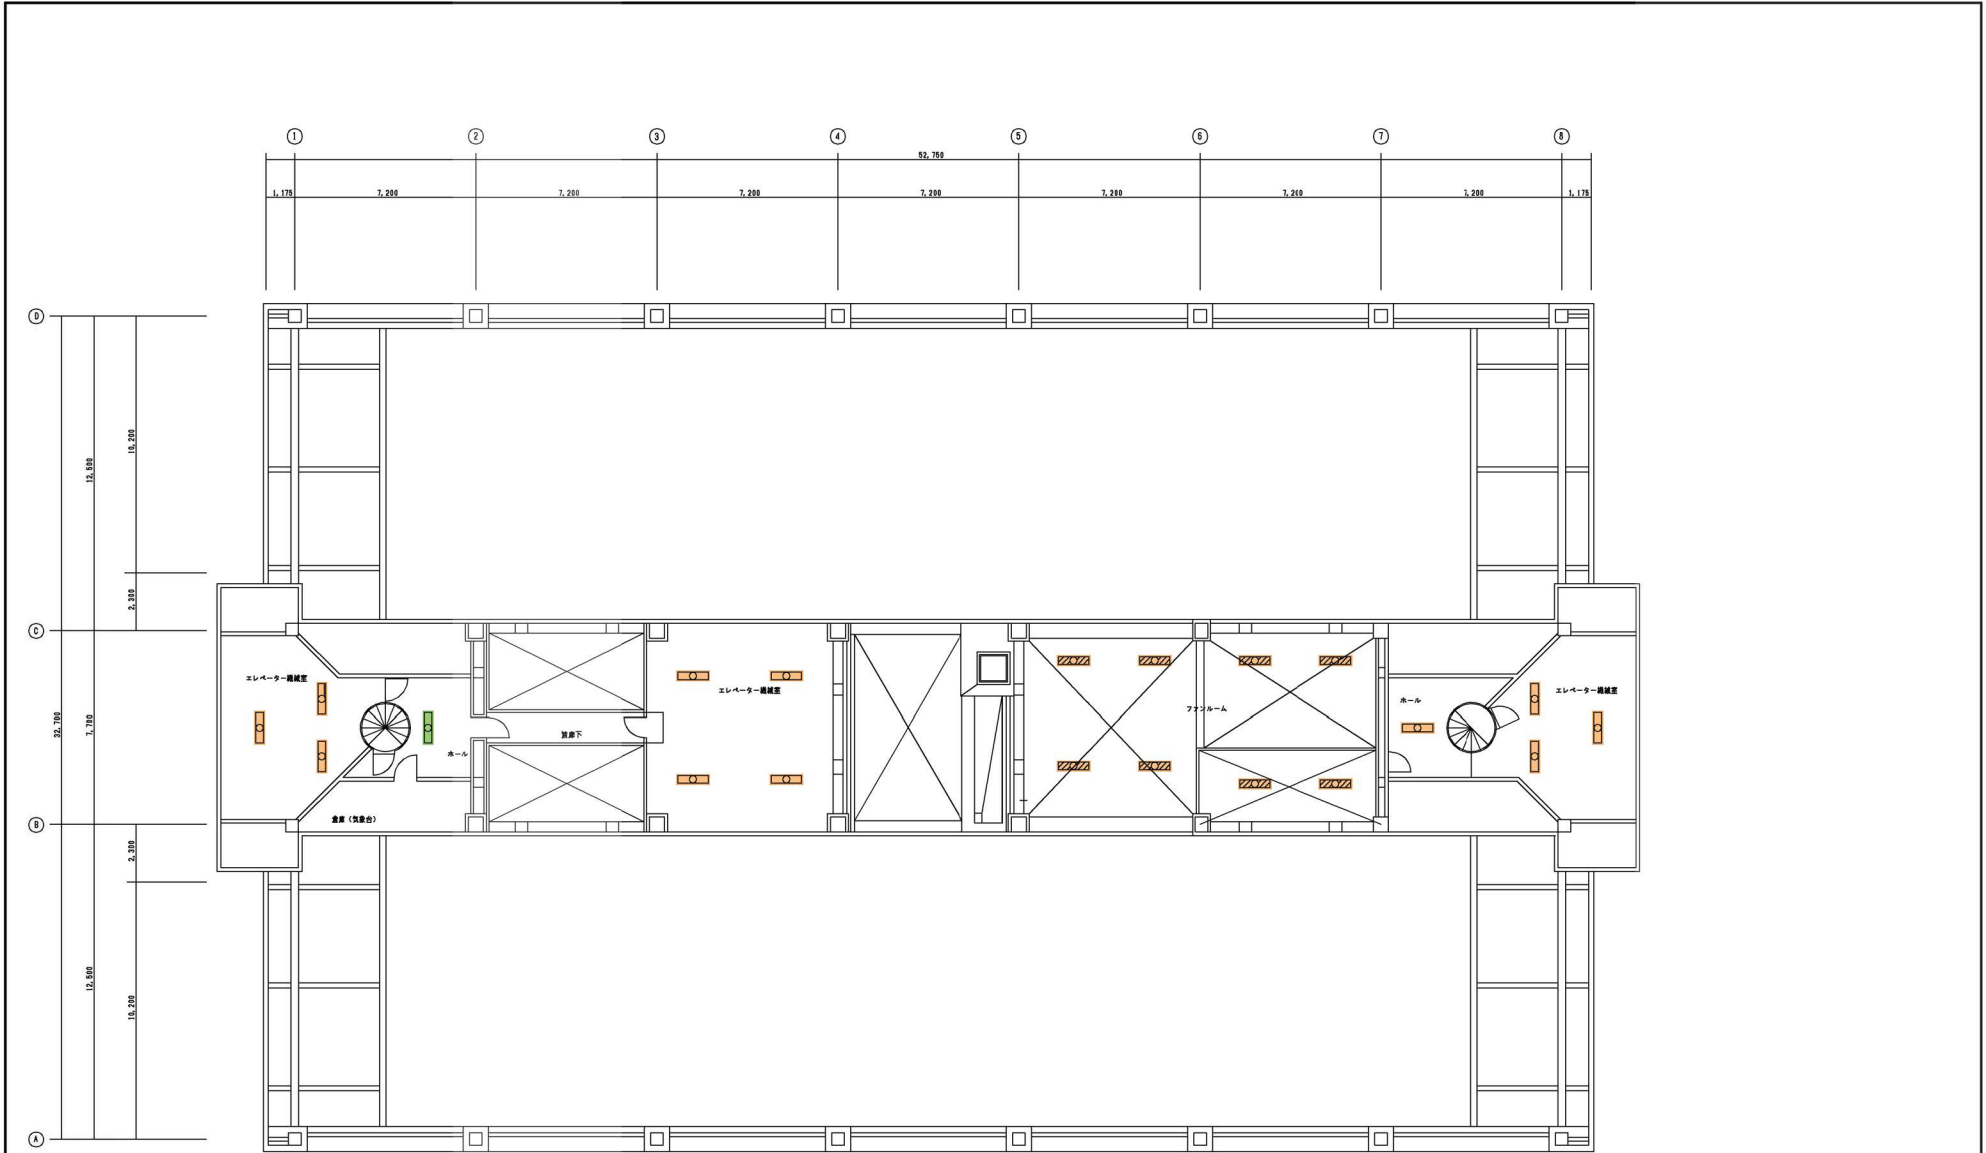 1 2 3 4 5 6 7 8
52,750
1,175 7,200 7,200 7,200 7,200 7,200 7,200 7,200 1,175
D
10,200
12,500
2,300
C
エレベーター機械室
エレベーター機械室
エレベーター機械室
ホール
ファンルーム
32,700
7,700
ホール
倉庫(気象台)
B
2,300
12,500
10,200
A